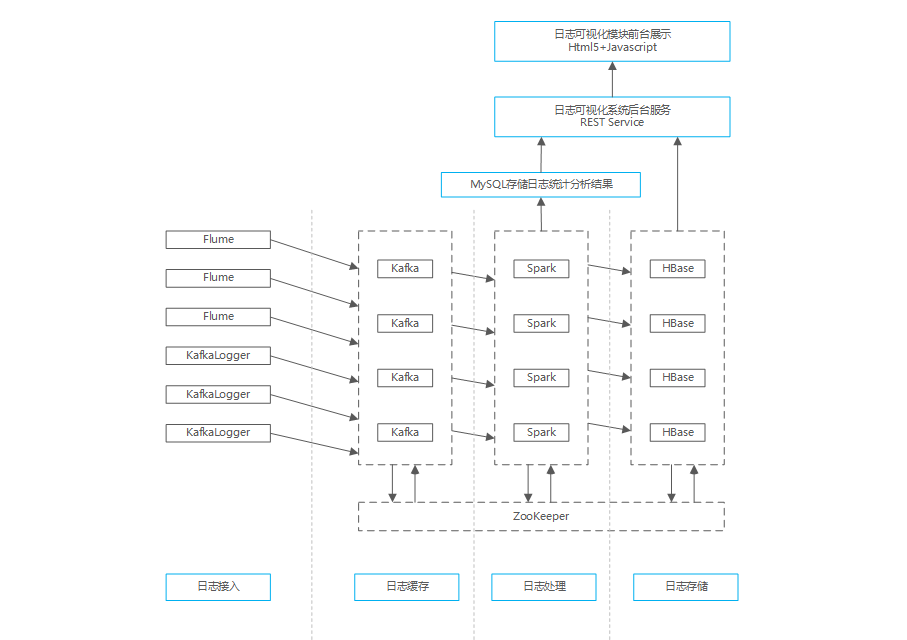 日志可视化模块前台展示
Html5+Javascript
日志可视化系统后台服务
REST Service
MySQL存储日志统计分析结果
Flume
Flume
Flume
KafkaLogger
KafkaLogger
KafkaLogger
Kafka
Kafka
Kafka
Kafka
Spark
Spark
Spark
Spark
HBase
HBase
HBase
HBase
ZooKeeper
日志接入
日志缓存
日志处理
日志存储